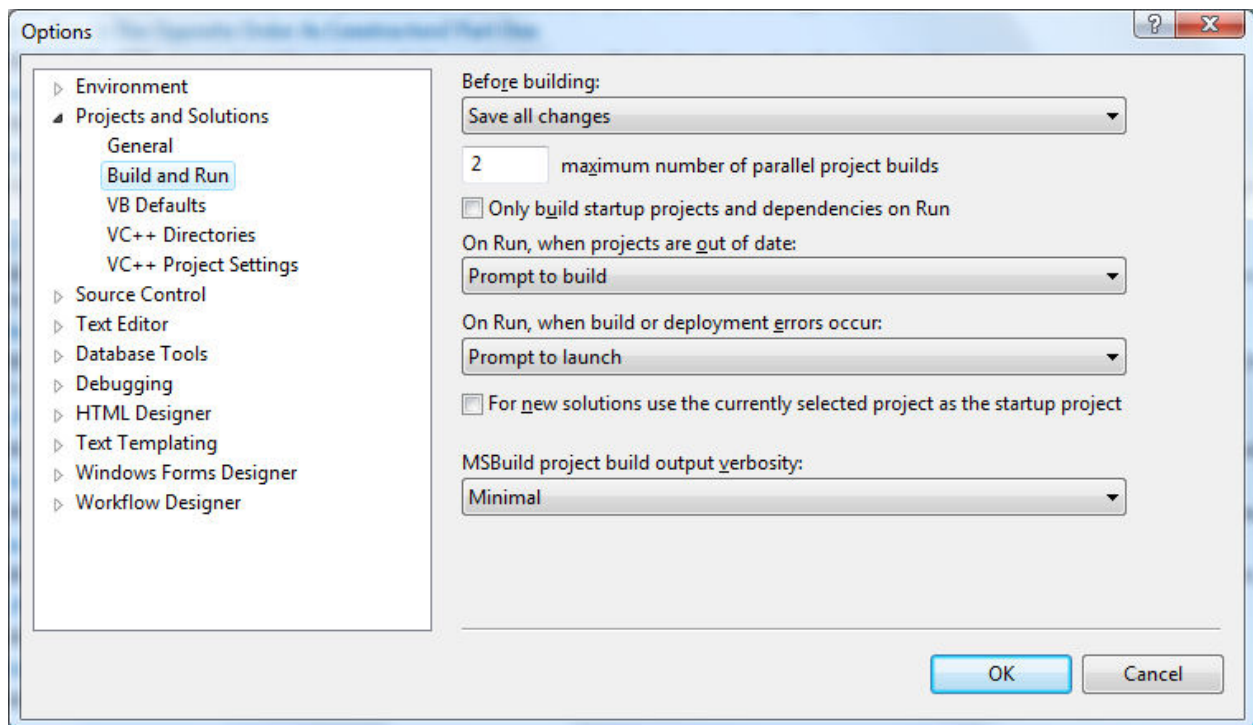 Options
Environment
Projects and Solutions
General
Build and Run
VB Defaults
VC++ Directories
VC++ Project Settings
Source Control
Text Editor
Database Tools
Debugging
HTML Designer
Text Templating
Windows Forms Designer
Workflow Designer
Before building:
Save all changes
2 maximum number of parallel project builds
Only build startup projects and dependencies on Run
On Run, when projects are out of date:
Prompt to build
On Run, when build or deployment errors occur:
Prompt to launch
For new solutions use the currently selected project as the startup project
MSBuild project build output verbosity:
Minimal
OK
Cancel